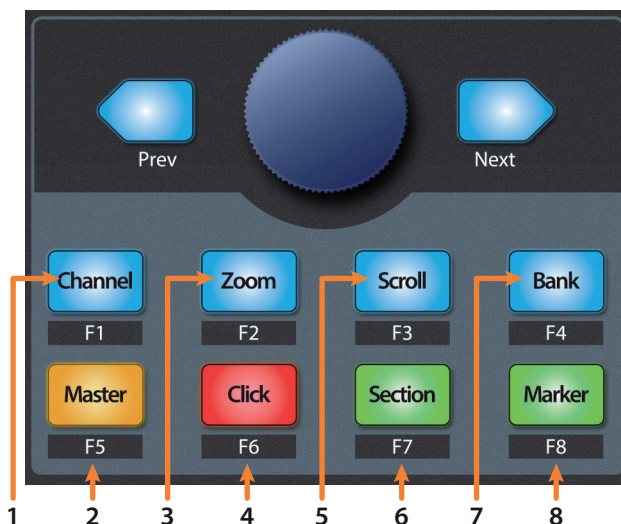 Prev Next
Channel Zoom Scroll Bank
F1 F2 F3 F4
Master Click Section Marker
F5 F6 F7 F8
1 2 3 4 5 6 7 8